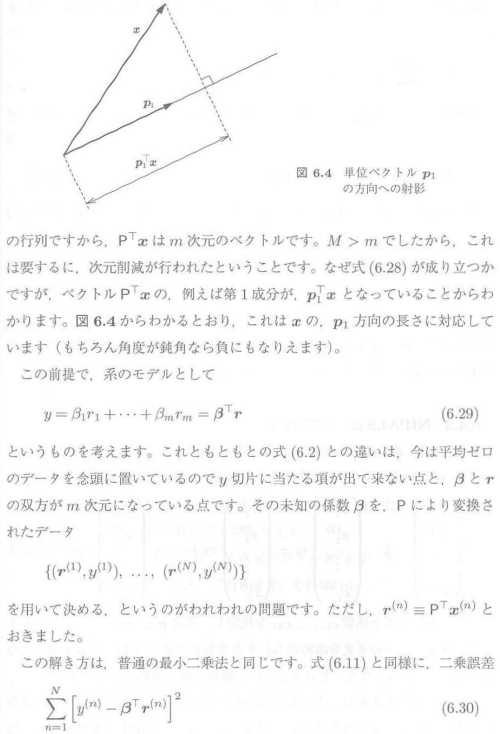 x
p₁
p₁⊤x
図 6.4 単位ベクトル p₁
の方向への射影
の行列ですから，P⊤x は m 次元のベクトルです。M > m でしたから，これ
は要するに，次元削減が行われたということです。なぜ式 (6.28) が成り立つか
ですが，ベクトル P⊤x の，例えば第 1 成分が，p₁⊤x となっていることからわ
かります。図 6.4 からわかるとおり，これは x の，p₁ 方向の長さに対応して
います（もちろん角度が鈍角なら負にもなりえます）。
この前提で，系のモデルとして
y = β₁r₁ + ··· + βₘrₘ = β⊤r (6.29)
というものを考えます。これともともとの式 (6.2) との違いは，今は平均ゼロ
のデータを念頭に置いているので y 切片に当たる項が出て来ない点と，β と r
の双方が m 次元になっている点です。その未知の係数 β を，P により変換さ
れたデータ
{(r⁽¹⁾, y⁽¹⁾), ..., (r⁽ᴺ⁾, y⁽ᴺ⁾)}
を用いて決める，というのがわれわれの問題です。ただし，r⁽ⁿ⁾ ≡ P⊤x⁽ⁿ⁾ と
おきました。
この解き方は，普通の最小二乗法と同じです。式 (6.11) と同様に，二乗誤差
∑ₙ₌₁ᴺ [y⁽ⁿ⁾ − β⊤r⁽ⁿ⁾]² (6.30)